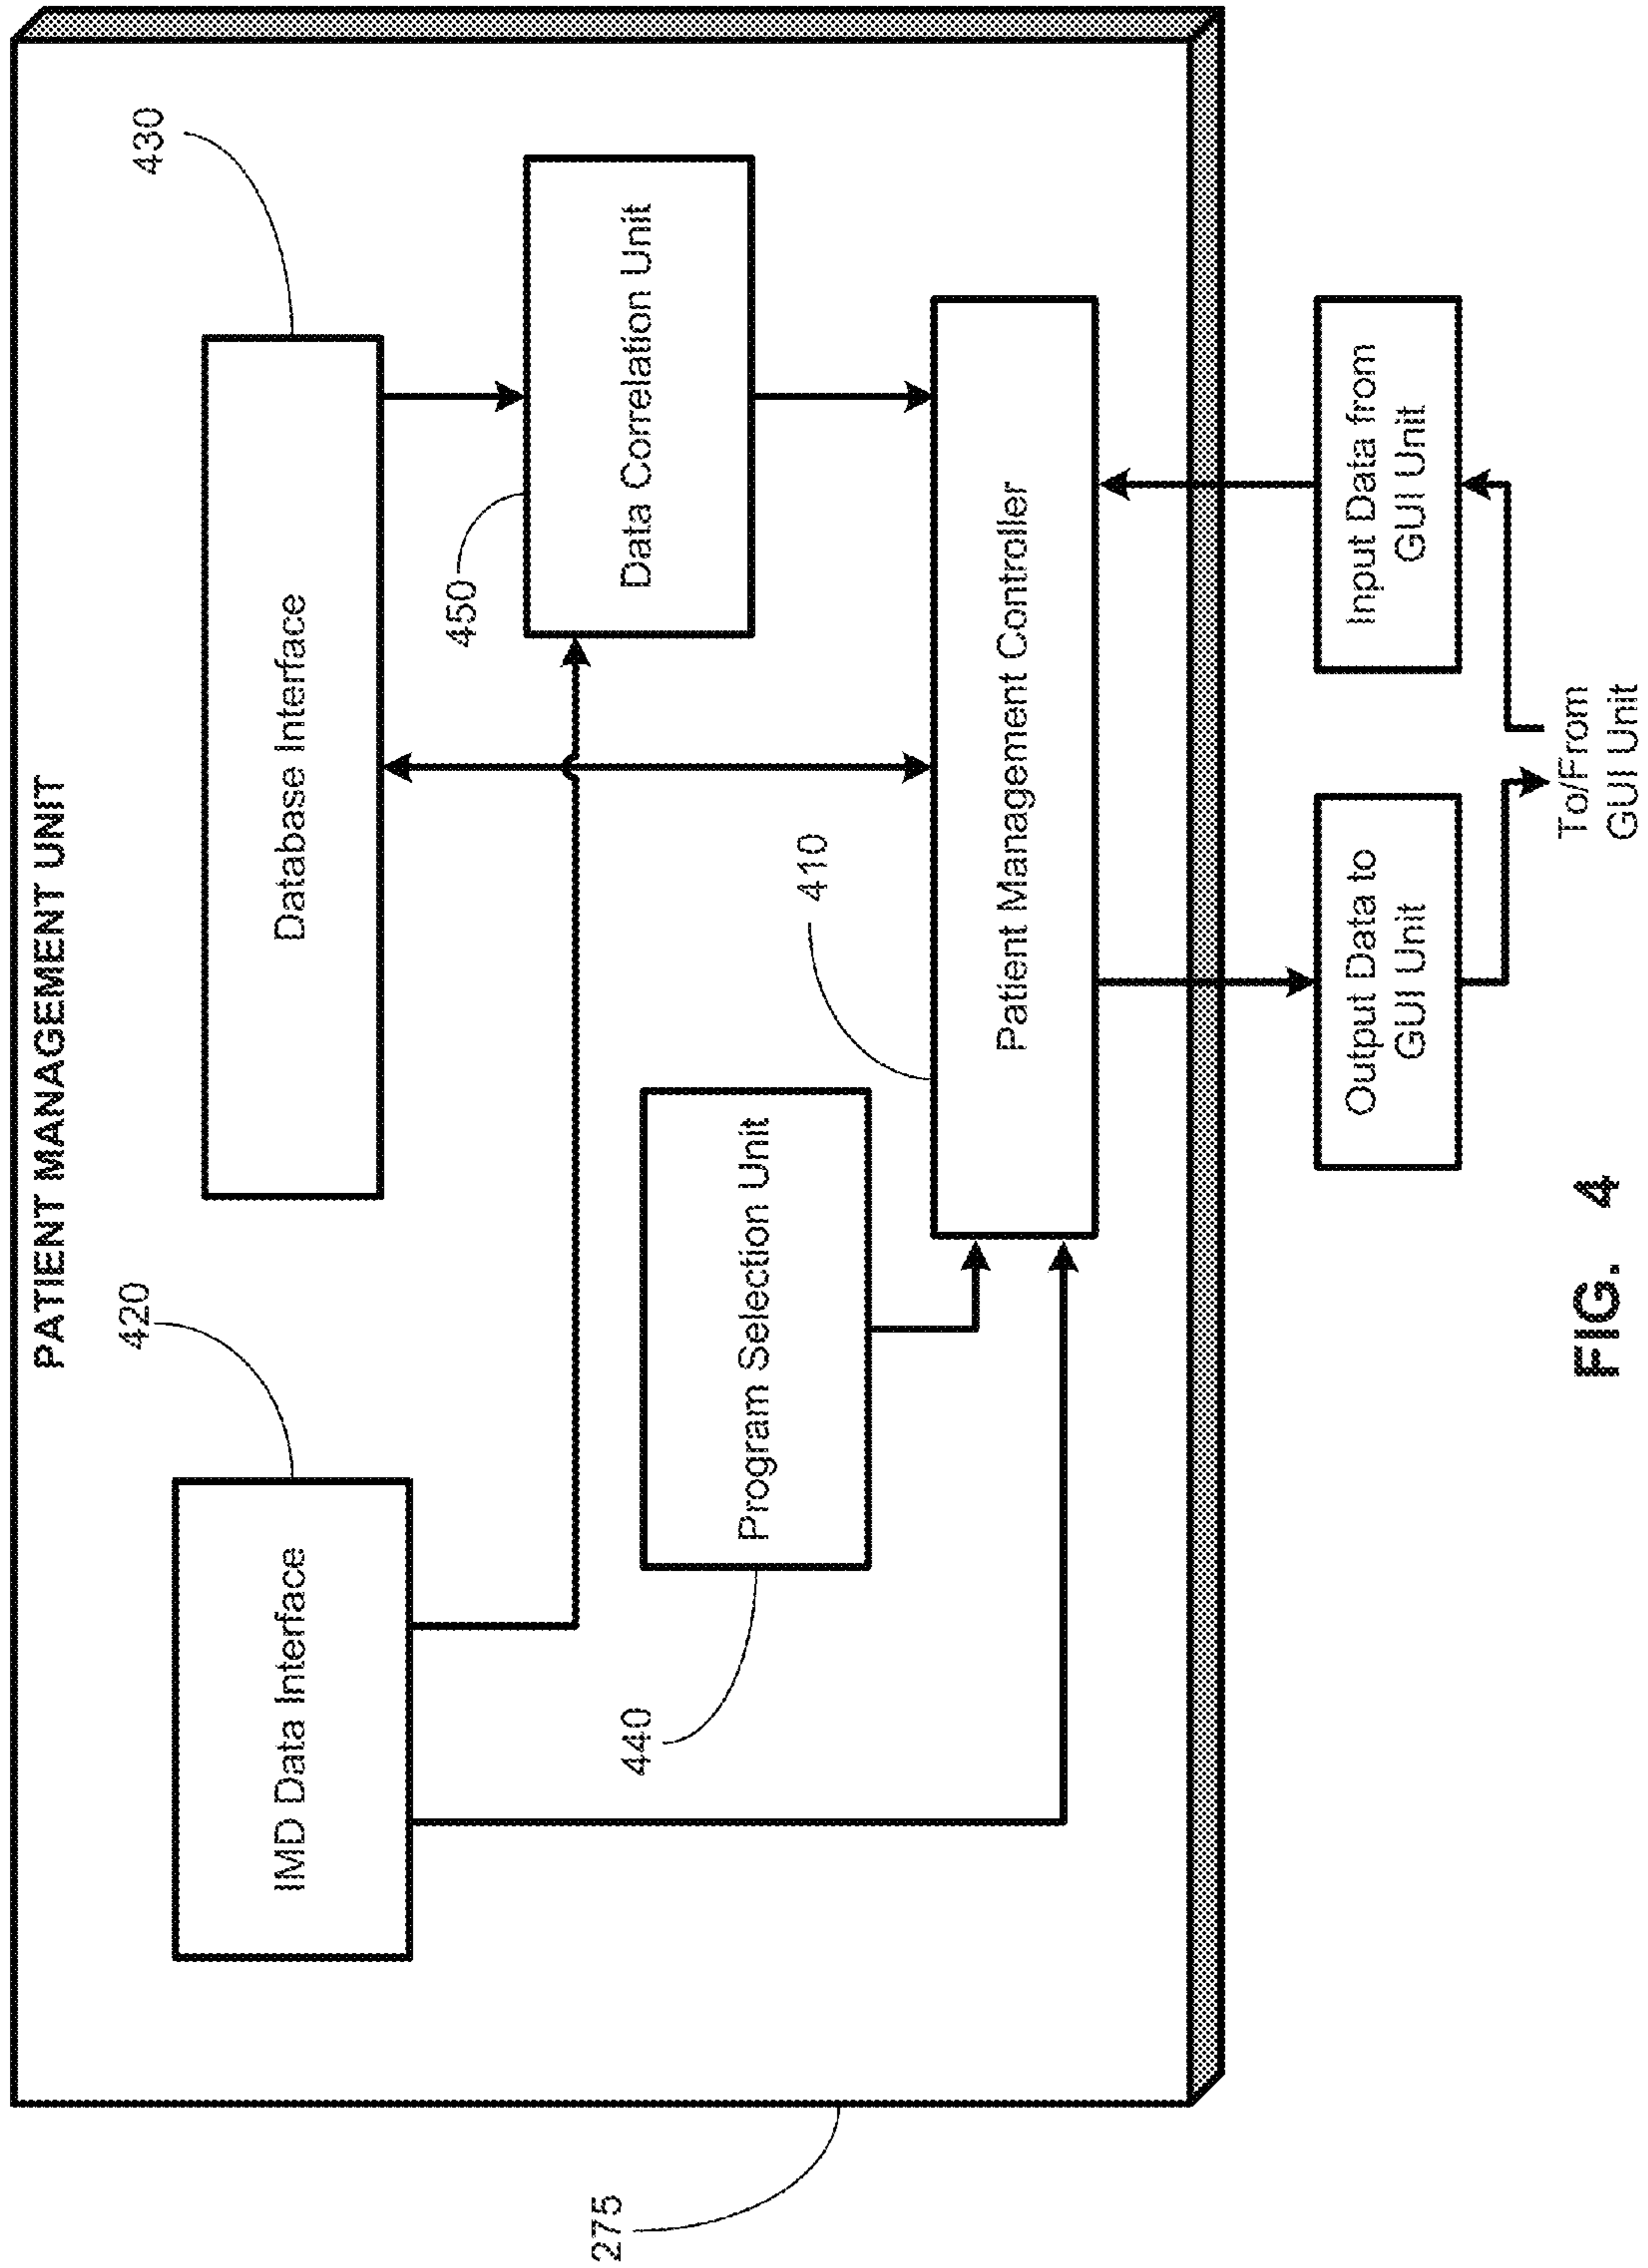 PATIENT MANAGEMENT UNIT
420
430
IMD Data Interface
Database Interface
450
Data Correlation Unit
440
Program Selection Unit
410
Patient Management Controller
275
Output Data to
GUI Unit
Input Data from
GUI Unit
To/From
GUI Unit
FIG. 4